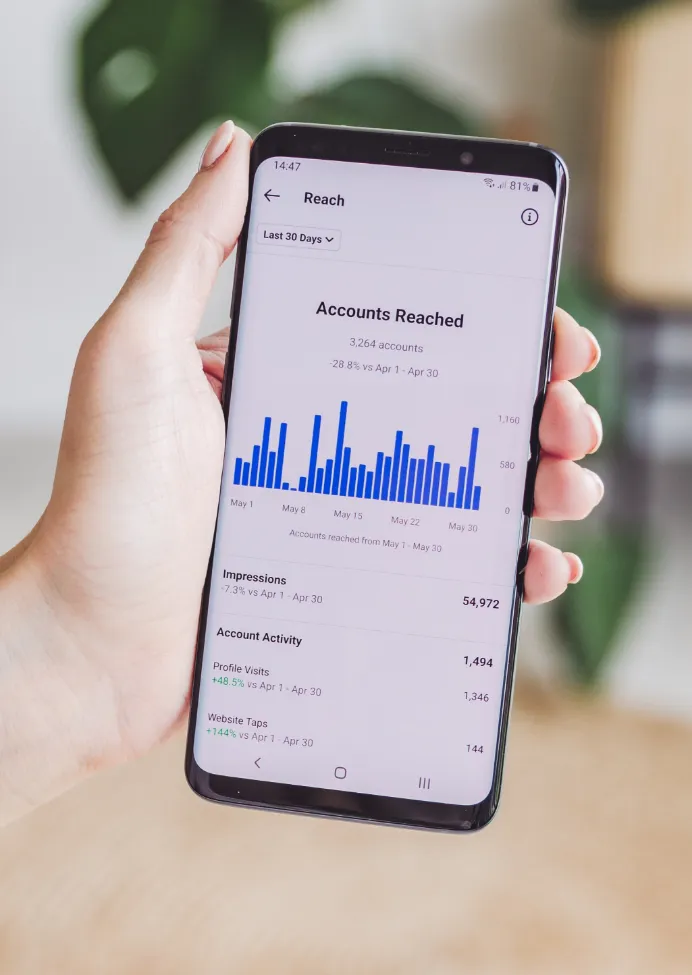 14:47
81%
Reach
Last 30 Days
Accounts Reached
3,264 accounts
-28.8% vs Apr 1 - Apr 30
1,160
580
0
May 1 May 8 May 15 May 22 May 30
Accounts reached from May 1 - May 30
Impressions
54,972
-7.3% vs Apr 1 - Apr 30
Account Activity
1,494
Profile Visits
1,346
+48.5% vs Apr 1 - Apr 30
Website Taps
144
+144% vs Apr 1 - Apr 30